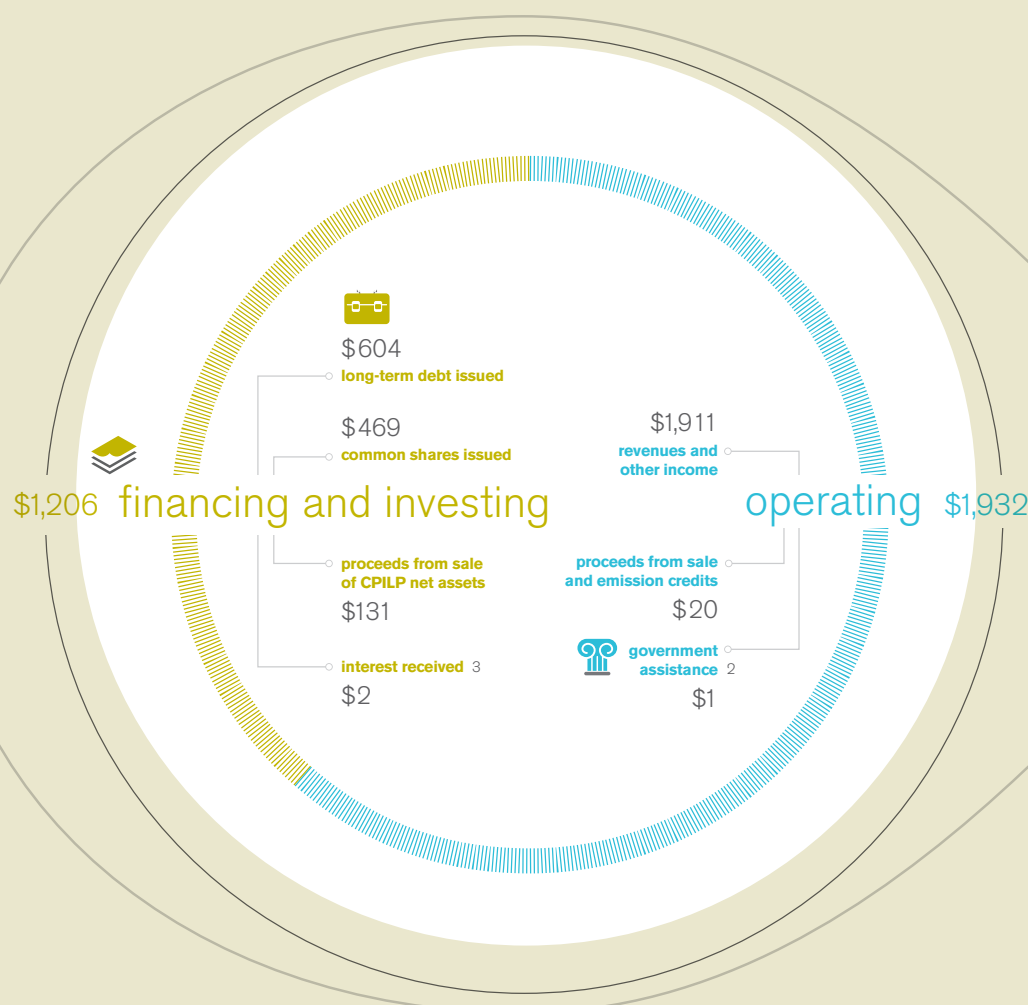 $604
long-term debt issued
$469
common shares issued
$1,206 financing and investing
proceeds from sale
of CPILP net assets
$131
interest received 3
$2
$1,911
revenues and
other income
operating $1,932
proceeds from sale
and emission credits
$20
government
assistance 2
$1